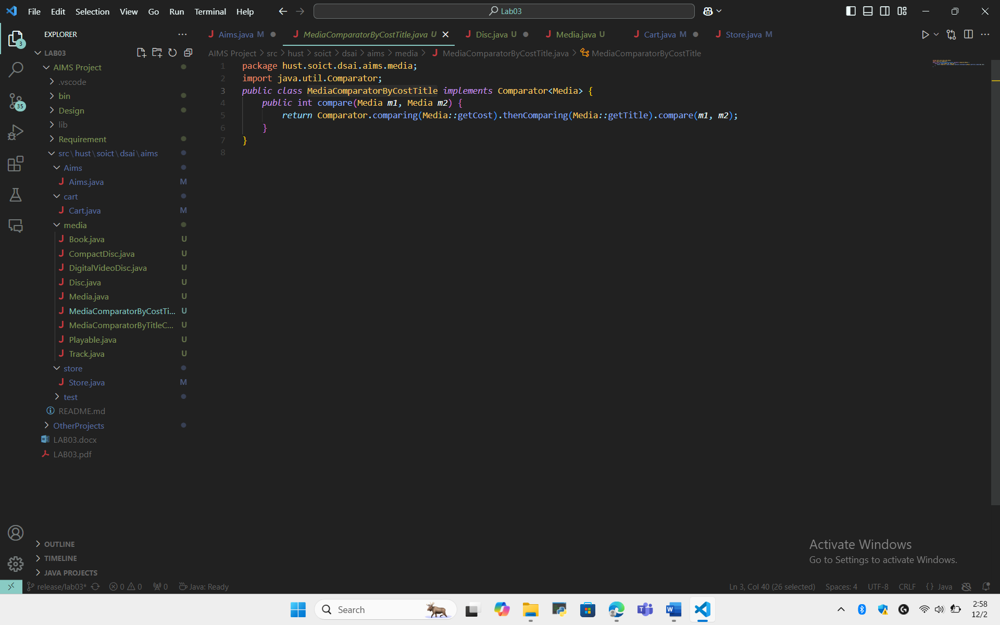 File Edit Selection View Go Run Terminal Help
Lab03
EXPLORER
Aims.java M
MediaComparatorByCostTitle.java U
Disc.java U
Media.java U
Cart.java M
Store.java M
LAB03
AIMS Project > src > hust > soict > dsai > aims > media > MediaComparatorByCostTitle.java > MediaComparatorByCostTitle
3
35
AIMS Project
.vscode
bin
Design
lib
Requirement
src\hust\soict\dsai\aims
Aims
Aims.java M
cart
Cart.java M
media
Book.java U
CompactDisc.java U
DigitalVideoDisc.java U
Disc.java U
Media.java U
MediaComparatorByCostTi... U
MediaComparatorByTitleC... U
Playable.java U
Track.java U
store
Store.java M
test
README.md
OtherProjects
LAB03.docx
LAB03.pdf
OUTLINE
TIMELINE
JAVA PROJECTS
1 package hust.soict.dsai.aims.media;
2 import java.util.Comparator;
3 public class MediaComparatorByCostTitle implements Comparator<Media> {
4 public int compare(Media m1, Media m2) {
5 return Comparator.comparing(Media::getCost).thenComparing(Media::getTitle).compare(m1, m2);
6 }
7 }
8
Activate Windows
Go to Settings to activate Windows.
release/lab03* 0 0 0 Java: Ready
Ln 3, Col 40 (26 selected) Spaces: 4 UTF-8 CRLF {} Java
Search
2:58
12/2